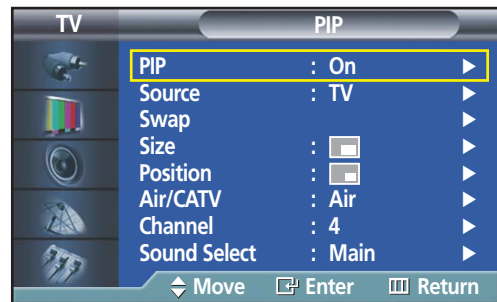 TV PIP
PIP : On
Source : TV
Swap
Size :
Position :
Air/CATV : Air
Channel : 4
Sound Select : Main
Move Enter Return